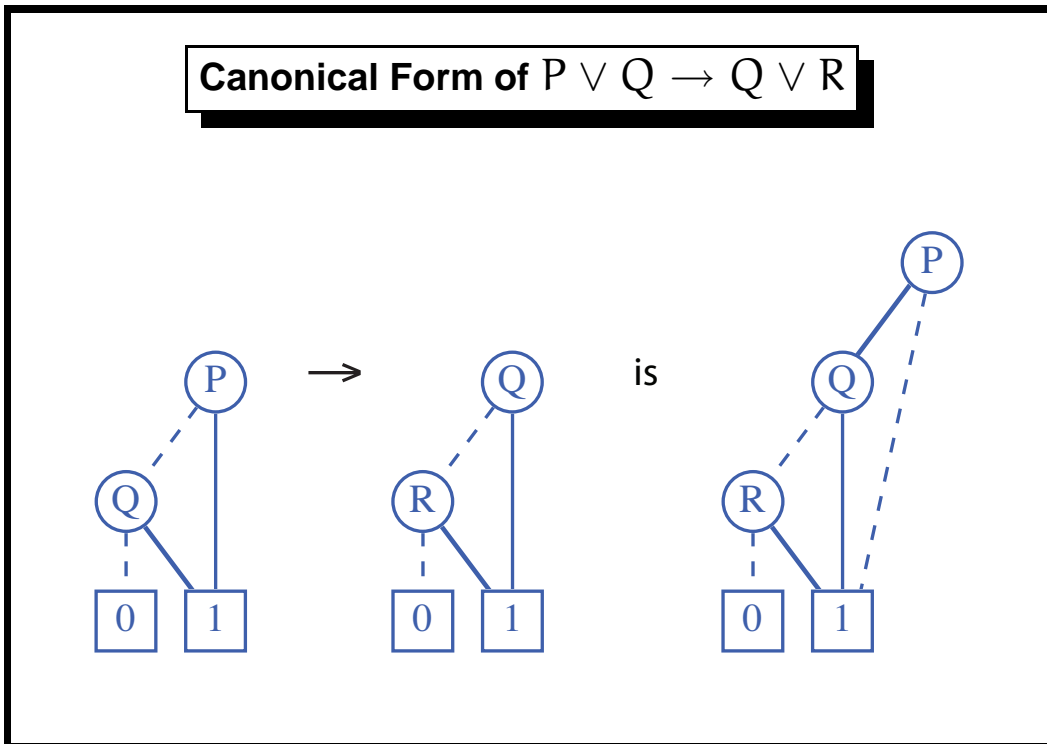 Canonical Form of P ∨ Q → Q ∨ R
P
P → Q is Q
Q R R
0 1 0 1 0 1